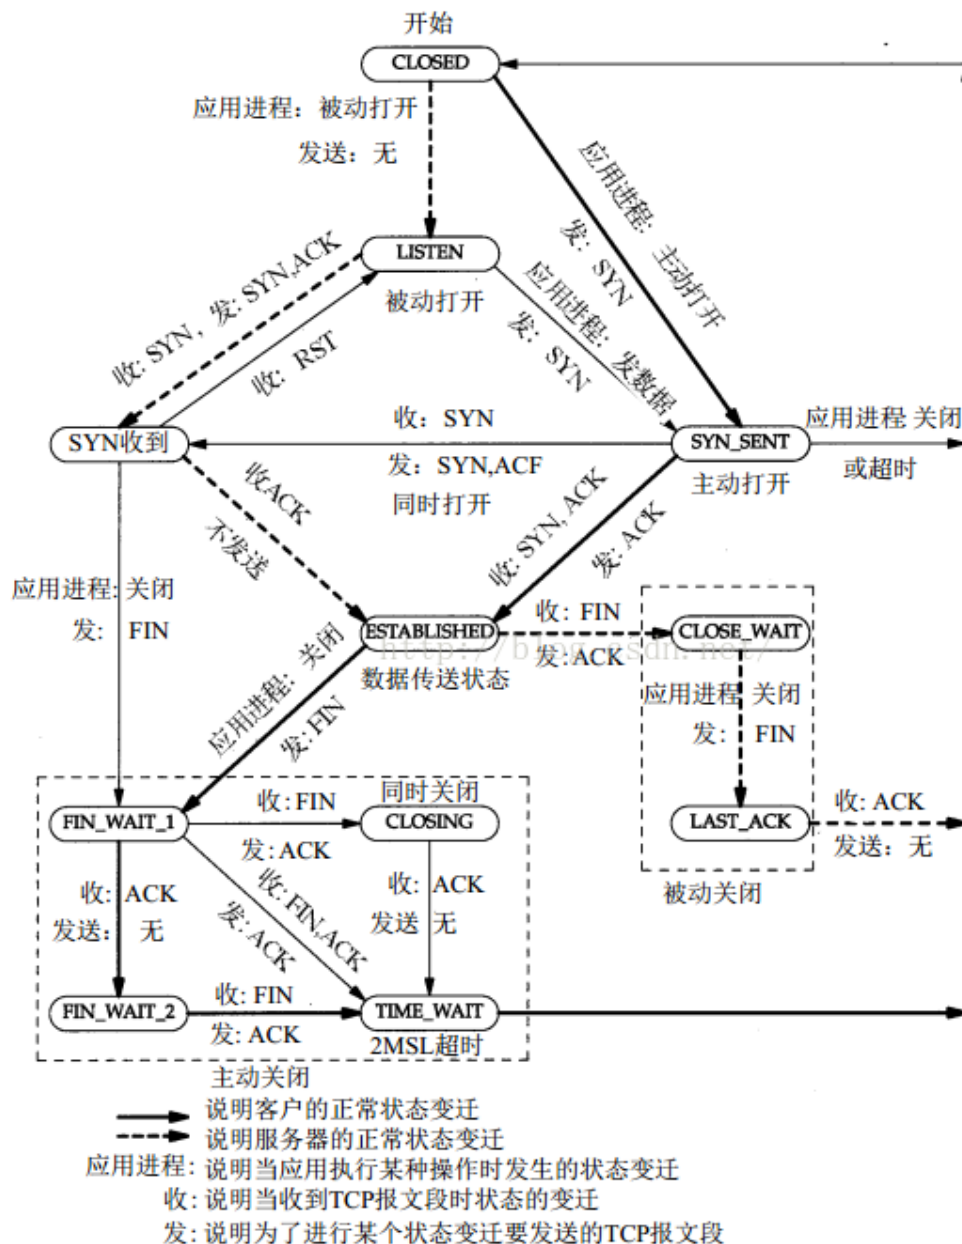 开始
CLOSED
应用进程：被动打开
发送：无
应用进程：主动打开
发：SYN
LISTEN
被动打开
收：SYN，发：SYN,ACK
收：RST
应用进程：发数据
发：SYN
SYN收到
收：SYN
发：SYN,ACF
同时打开
SYN_SENT
主动打开
应用进程 关闭
或超时
收ACK
不发送
收：SYN, ACK
发：ACK
应用进程：关闭
发：FIN
ESTABLISHED
数据传送状态
http://blog.csdn.net/
收：FIN
发：ACK
CLOSE_WAIT
应用进程 关闭
发：FIN
LAST_ACK
被动关闭
收：ACK
发送：无
应用进程：关闭
发：FIN
FIN_WAIT_1
收：FIN
发：ACK
同时关闭
CLOSING
收：ACK
发送：无
收：FIN,ACK
发：ACK
收：ACK
发送 无
FIN_WAIT_2
收：FIN
发：ACK
TIME_WAIT
2MSL超时
主动关闭
说明客户的正常状态变迁
说明服务器的正常状态变迁
应用进程：说明当应用执行某种操作时发生的状态变迁
收：说明当收到TCP报文段时状态的变迁
发：说明为了进行某个状态变迁要发送的TCP报文段